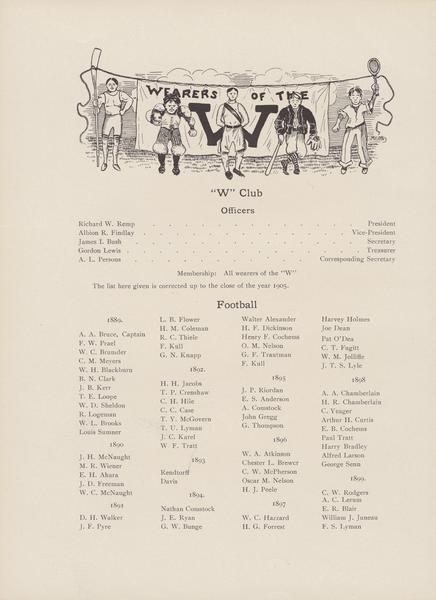 WEARERS OF THE
W
"W" Club
Officers
Richard W. Remp . . . . . . . . . . . . President
Albion R. Findlay . . . . . . . . . . . . Vice-President
James I. Bush . . . . . . . . . . . . Secretary
Gordon Lewis . . . . . . . . . . . . Treasurer
A. L. Persons . . . . . . . . . . . . Corresponding Secretary
Membership: All wearers of the "W"
The list here given is corrected up to the close of the year 1905.
Football
1889.
A. A. Bruce, Captain
F. W. Prael
W. C. Brumder
C. M. Meyers
W. H. Blackburn
B. N. Clark
J. B. Kerr
T. E. Loope
W. D. Sheldon
R. Logeman
W. L. Brooks
Louis Sumner
1890
J. H. McNaught
M. R. Wiener
E. H. Ahara
J. D. Freeman
W. C. McNaught
1891
D. H. Walker
J. F. Pyre
L. B. Flower
H. M. Coleman
R. C. Thiele
F. Kull
G. N. Knapp
1892.
H. H. Jacobs
T. P. Crenshaw
C. H. Hile
C. C. Case
T. Y. McGovern
T. U. Lyman
J. C. Karel
W. F. Tratt
1893
Rendtorff
Davis
1894.
Nathan Comstock
J. E. Ryan
G. W. Bunge
Walter Alexander
H. F. Dickinson
Henry F. Cochems
O. M. Nelson
G. F. Trautman
F. Kull
1895
J. P. Riordan
E. S. Anderson
A. Comstock
John Gregg
G. Thompson
1896
W. A. Atkinson
Chester L. Brewer
C. W. McPherson
Oscar M. Nelson
H. J. Peele
1897
W. C. Hazzard
H. G. Forrest
Harvey Holmes
Joe Dean
Pat O'Dea
C. T. Fugitt
W. M. Jolliffe
J. T. S. Lyle
1898
A. A. Chamberlain
H. R. Chamberlain
C. Yeager
Arthur H. Curtis
E. B. Cochems
Paul Tratt
Harry Bradley
Alfred Larson
George Senn
1899.
C. W. Rodgers
A. C. Lerum
E. R. Blair
William J. Juneau
F. S. Lyman